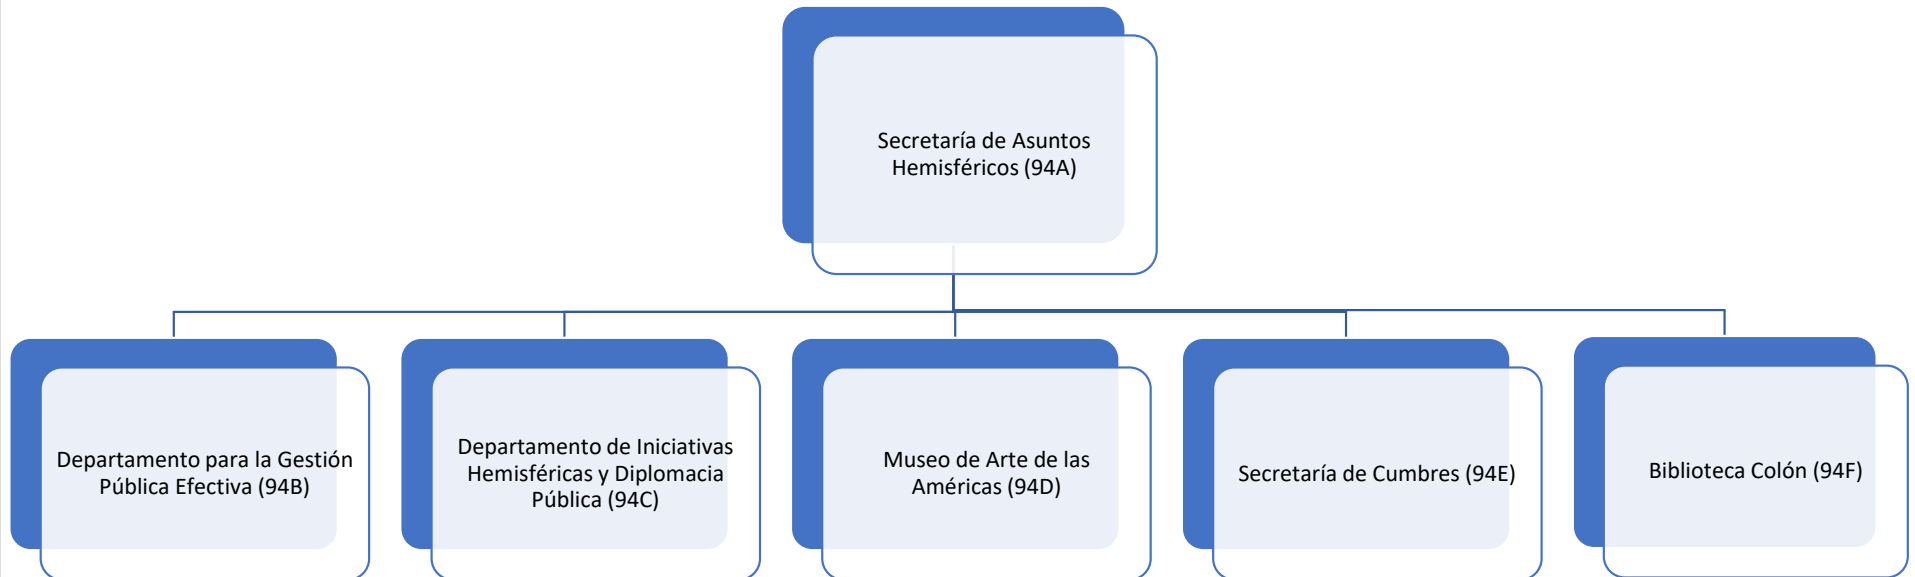 Secretaría de Asuntos
Hemisféricos (94A)
Departamento para la Gestión
Pública Efectiva (94B)
Departamento de Iniciativas
Hemisféricas y Diplomacia
Pública (94C)
Museo de Arte de las
Américas (94D)
Secretaría de Cumbres (94E)
Biblioteca Colón (94F)